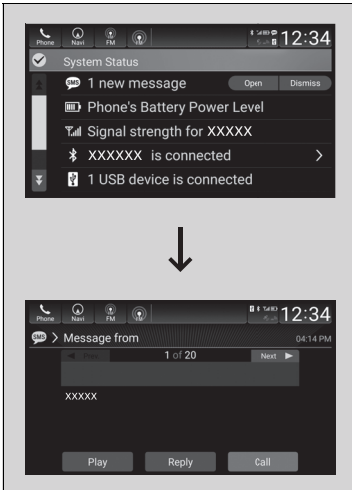 Phone Navi FM 12:34
System Status
SMS 1 new message Open Dismiss
Phone's Battery Power Level
Signal strength for XXXXX
XXXXXX is connected
1 USB device is connected
Phone Navi FM 12:34
SMS Message from 04:14 PM
Prev. 1 of 20 Next
XXXXX
Play Reply Call